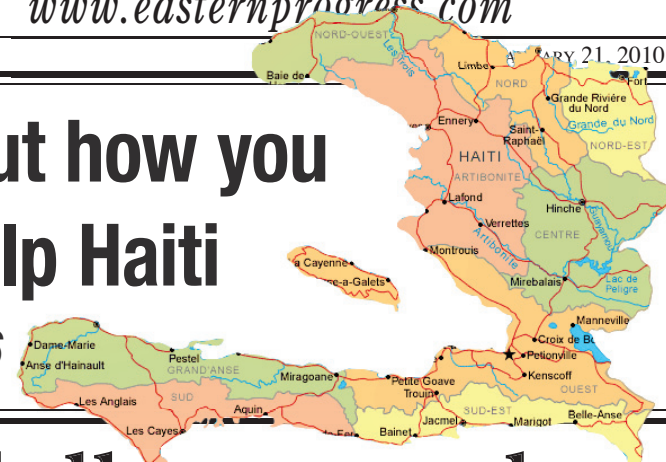 www.easternprogress.com
21, 2010
ut how you
lp Haiti
NORD-OUEST
Les Trois
Baie de
Limbe
NORD
Fort
Grande Riviére
du Nord
Grande du Nord
NORD-EST
Ennery
Saint-
Raphaël
HAITI
ARTIBONITE
Lafond
Hinche
Guayamou
Verrettes
CENTRE
Artibonite
Montrouis
Mirebalais
Lac de
Peligre
a Cayenne
e-a-Galets
Manneville
Croix de Bo
Petionville
Kenscoff
OUEST
Dame-Marie
Anse d'Hainault
Pestel
GRAND'ANSE
Miragoane
Petite Goave
Trouin
Les Anglais
SUD
Aquin
Les Cayes
SUD-EST
Jacmel
Bainet
Marigot
Belle-Anse